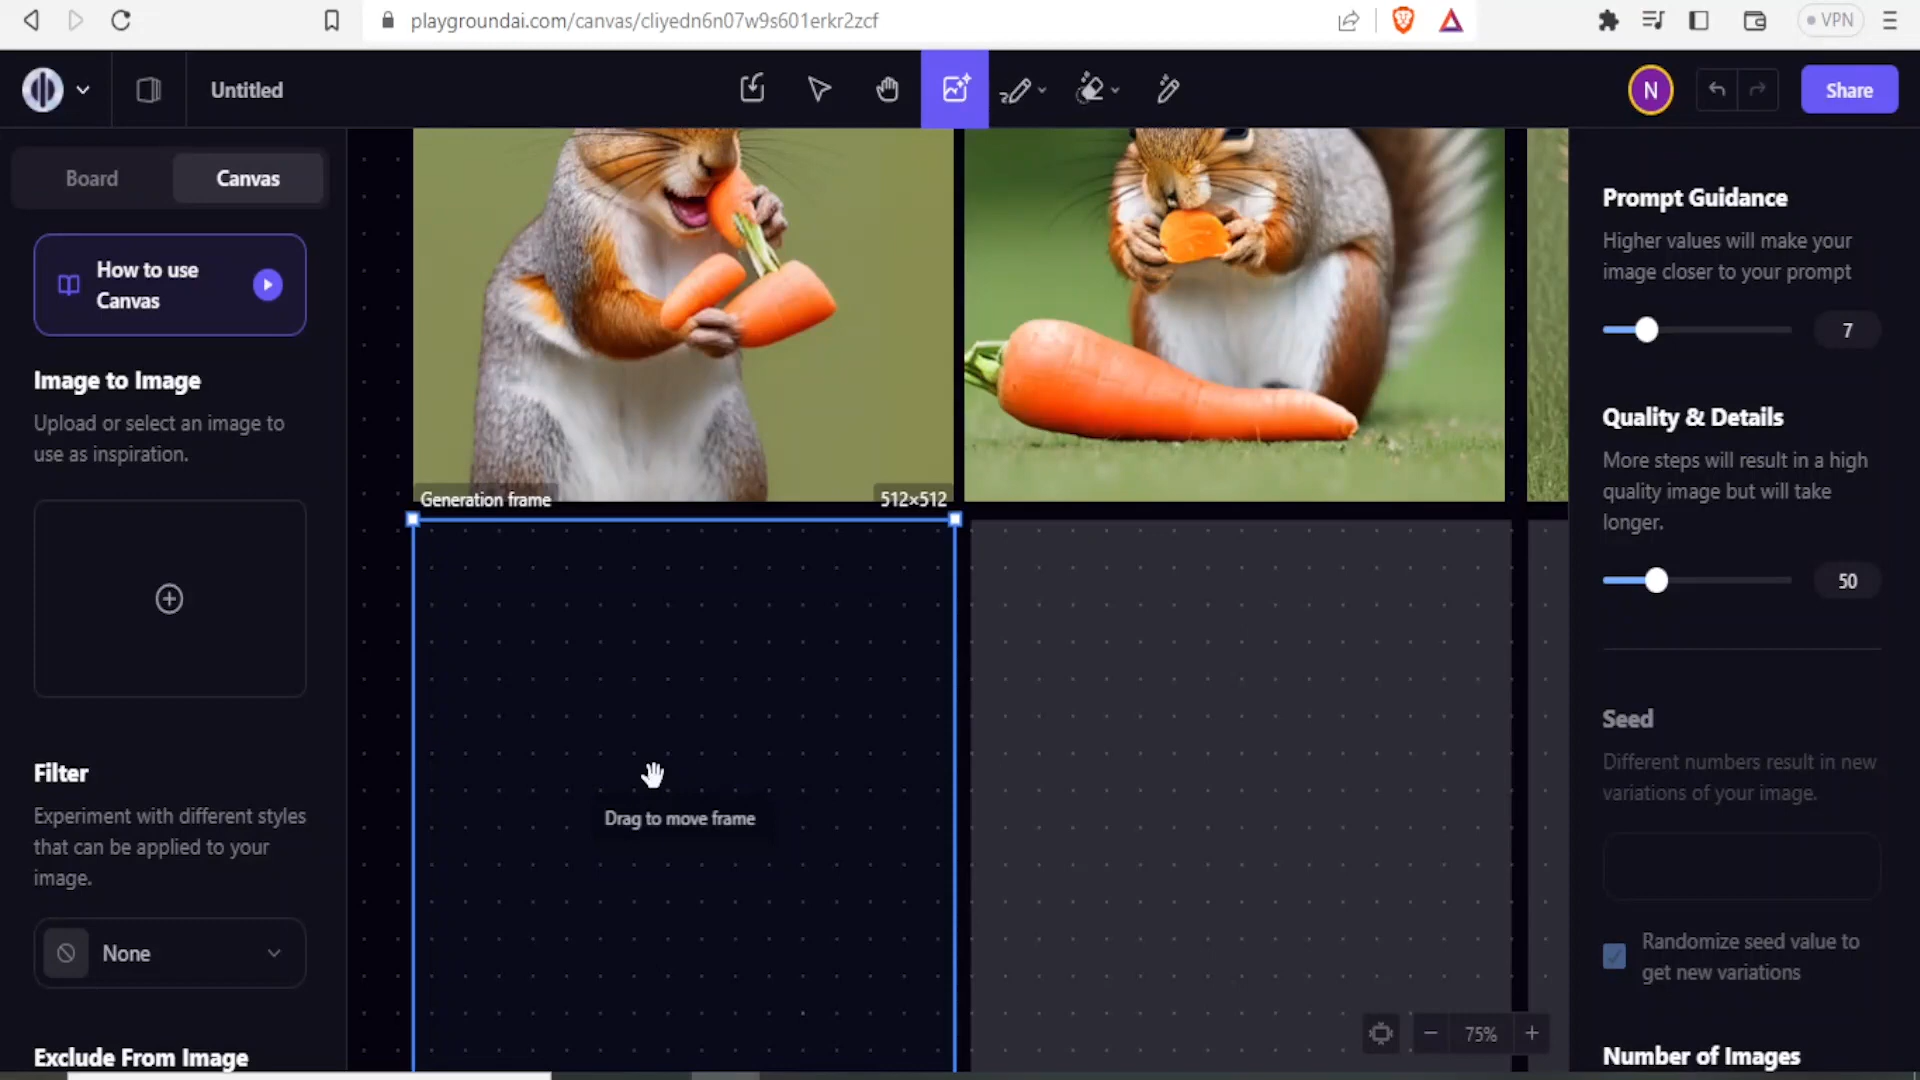 playgroundai.com/canvas/cliyedn6n07w9s601erkr2zcf
VPN
Untitled
N
Share
Board
Canvas
How to use
Canvas
Image to Image
Upload or select an image to
use as inspiration.
Filter
Experiment with different styles
that can be applied to your
image.
None
Exclude From Image
Generation frame
512×512
Drag to move frame
75%
Prompt Guidance
Higher values will make your
image closer to your prompt
7
Quality & Details
More steps will result in a high
quality image but will take
longer.
50
Seed
Different numbers result in new
variations of your image.
Randomize seed value to
get new variations
Number of Images